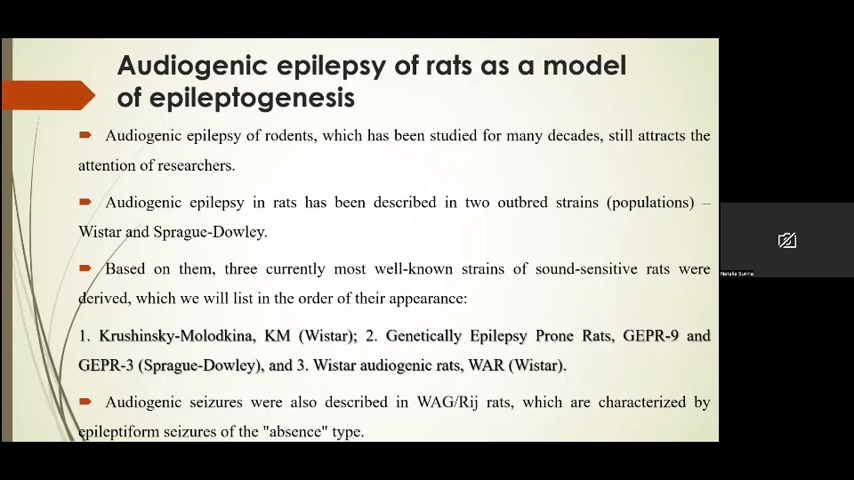 Audiogenic epilepsy of rats as a model
of epileptogenesis
Audiogenic epilepsy of rodents, which has been studied for many decades, still attracts the
attention of researchers.
Audiogenic epilepsy in rats has been described in two outbred strains (populations) –
Wistar and Sprague-Dowley.
Based on them, three currently most well-known strains of sound-sensitive rats were
derived, which we will list in the order of their appearance:
1. Krushinsky-Molodkina, KM (Wistar); 2. Genetically Epilepsy Prone Rats, GEPR-9 and
GEPR-3 (Sprague-Dowley), and 3. Wistar audiogenic rats, WAR (Wistar).
Audiogenic seizures were also described in WAG/Rij rats, which are characterized by
epileptiform seizures of the "absence" type.
Natalia Surina